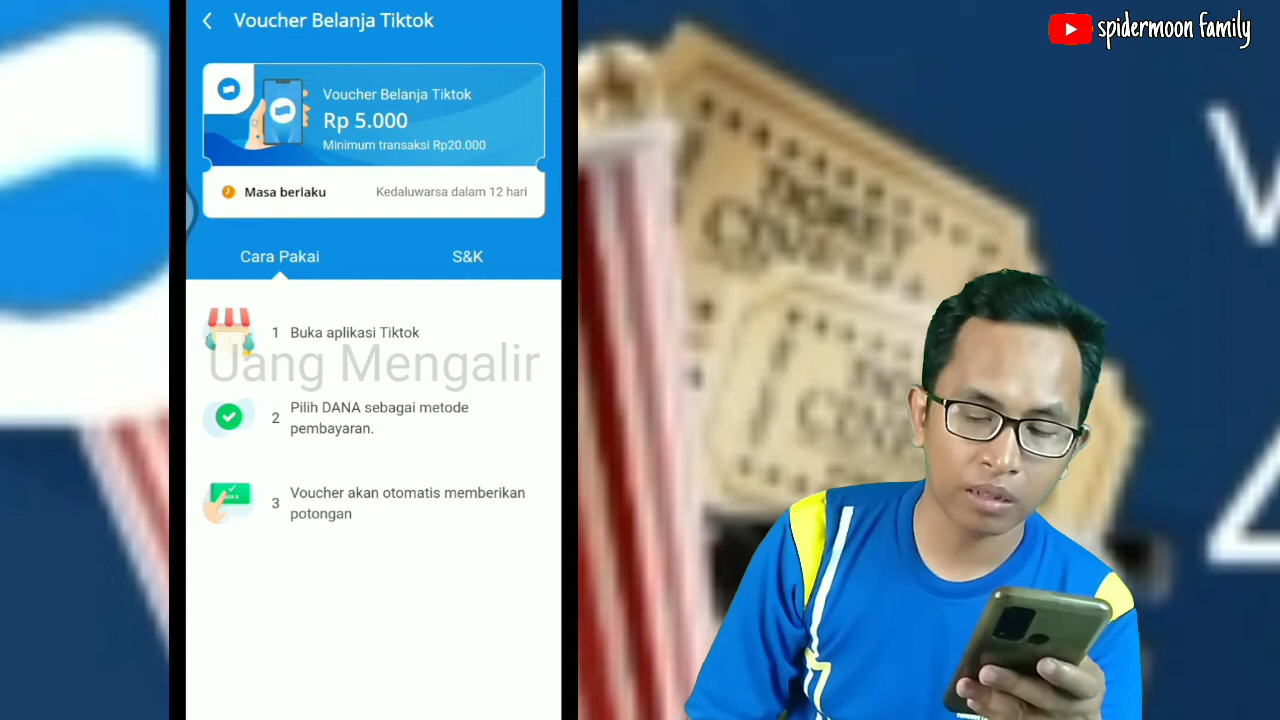 Voucher Belanja Tiktok
Voucher Belanja Tiktok
Rp 5.000
Minimum transaksi Rp20.000
Masa berlaku
Kedaluwarsa dalam 12 hari
Cara Pakai
S&K
1 Buka aplikasi Tiktok
Uang Mengalir
2 Pilih DANA sebagai metode
pembayaran.
3 Voucher akan otomatis memberikan
potongan
spidermoon family
TICKET